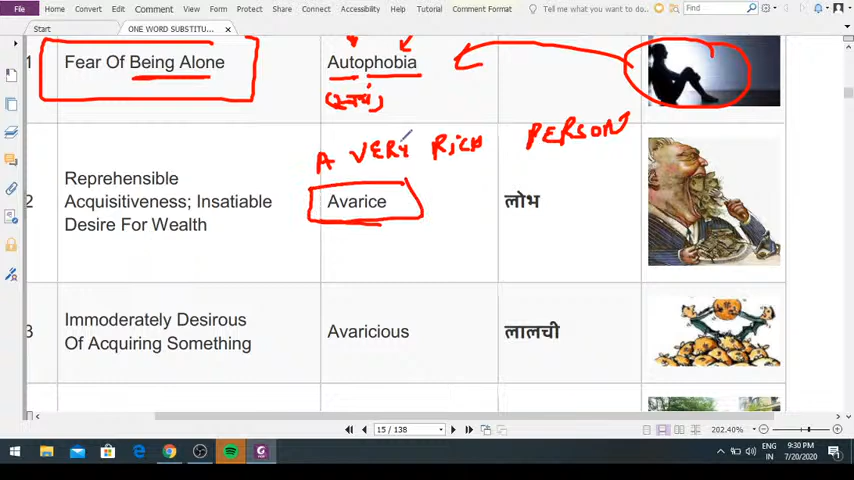 File
Home
Convert
Edit
Organize
Comment
View
Form
Protect
Share
Connect
Accessibility
Help
Tutorial
Comment Format
Tell me what you want to do..
Find
Start
ONE WORD SUBSTITU...
1
Fear Of Being Alone
Autophobia
A VERY RICH PERSON
2
Reprehensible
Acquisitiveness; Insatiable
Desire For Wealth
Avarice
लोभ
3
Immoderately Desirous
Of Acquiring Something
Avaricious
लालची
15 / 138
202.40%
ENG
IN
9:30 PM
7/20/2020